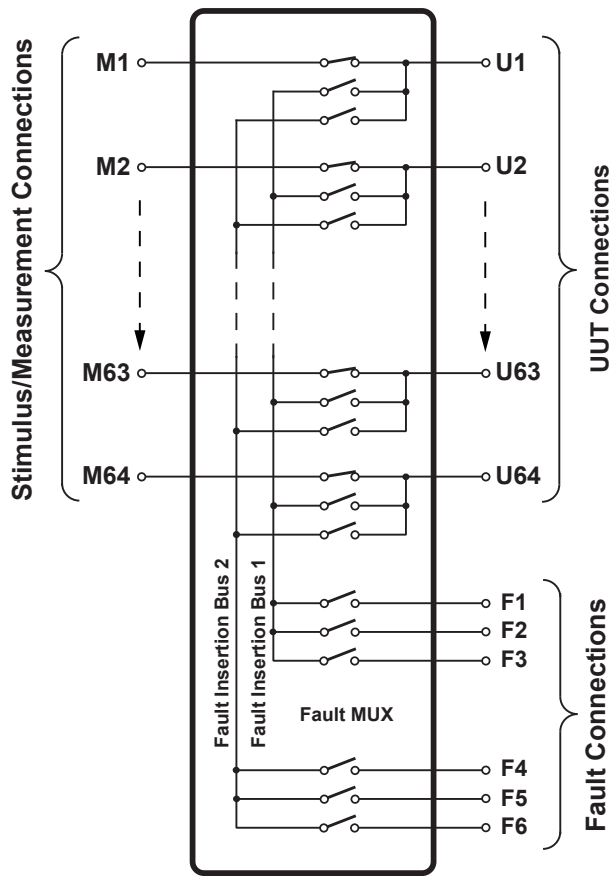 Stimulus/Measurement Connections
M1
M2
M63
M64
U1
U2
U63
U64
UUT Connections
Fault Insertion Bus 2
Fault Insertion Bus 1
Fault MUX
F1
F2
F3
F4
F5
F6
Fault Connections